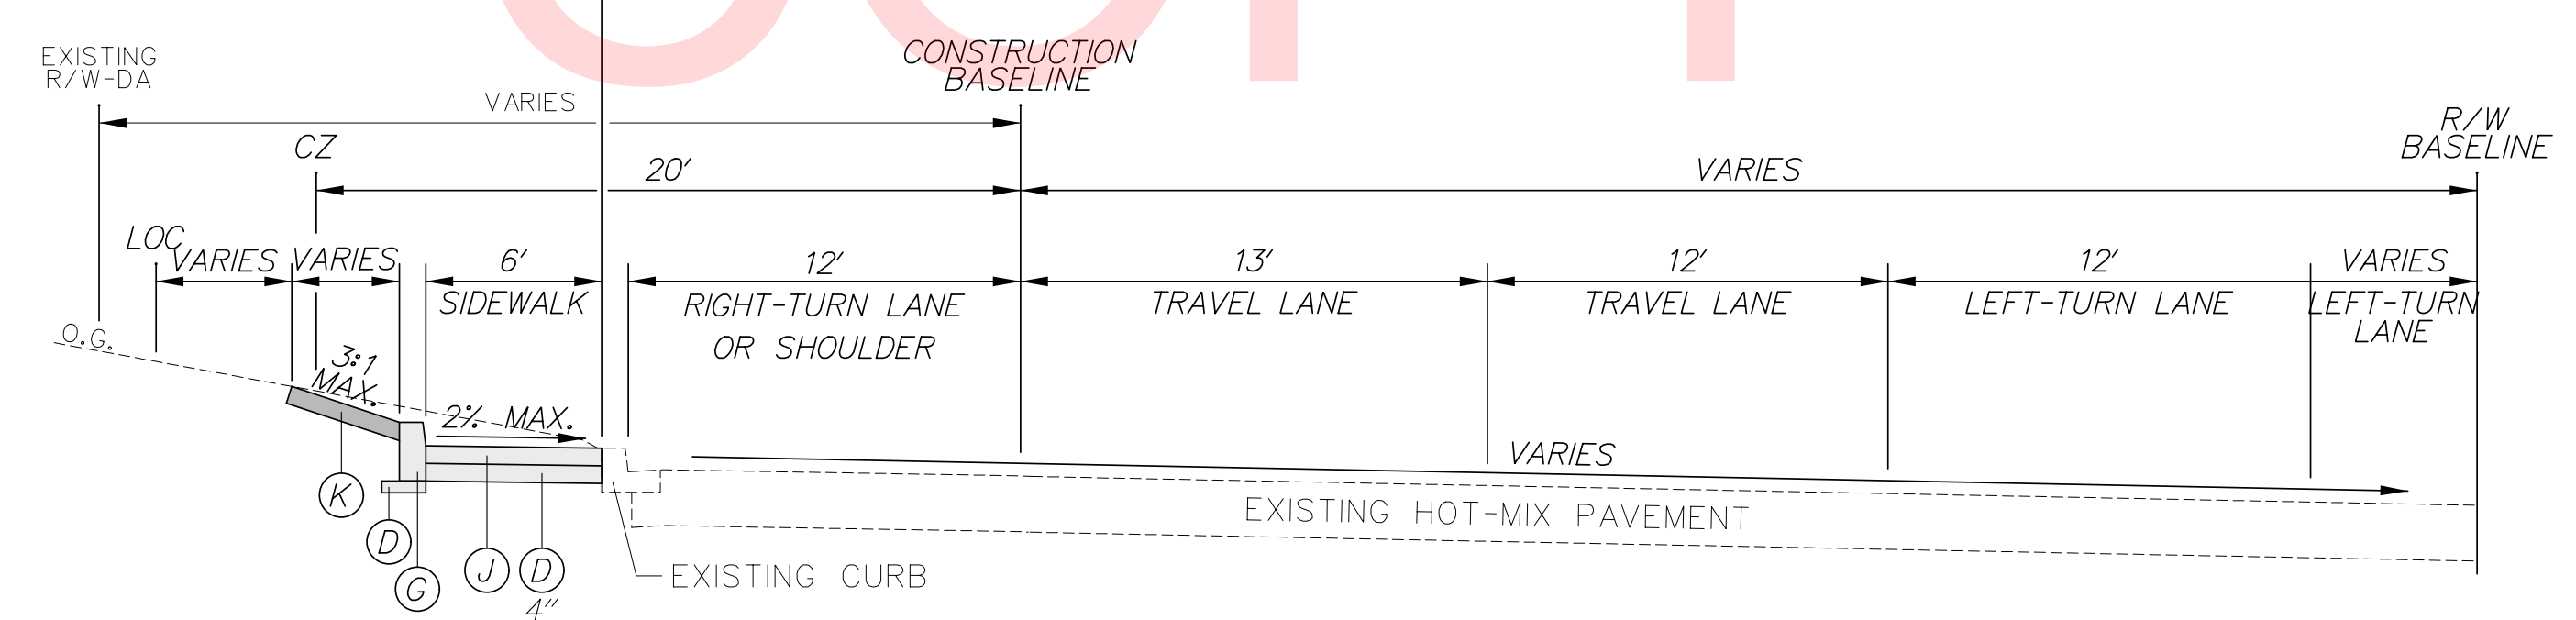 EXISTING
R/W-DA
VARIES
CONSTRUCTION
BASELINE
R/W
BASELINE
CZ
20'
VARIES
LOC
VARIES
VARIES
6'
SIDEWALK
12'
RIGHT-TURN LANE
OR SHOULDER
13'
TRAVEL LANE
12'
TRAVEL LANE
12'
LEFT-TURN LANE
VARIES
LEFT-TURN
LANE
O.G.
3:1
MAX.
2% MAX.
VARIES
EXISTING HOT-MIX PAVEMENT
K
D
G
J
D
4"
EXISTING CURB